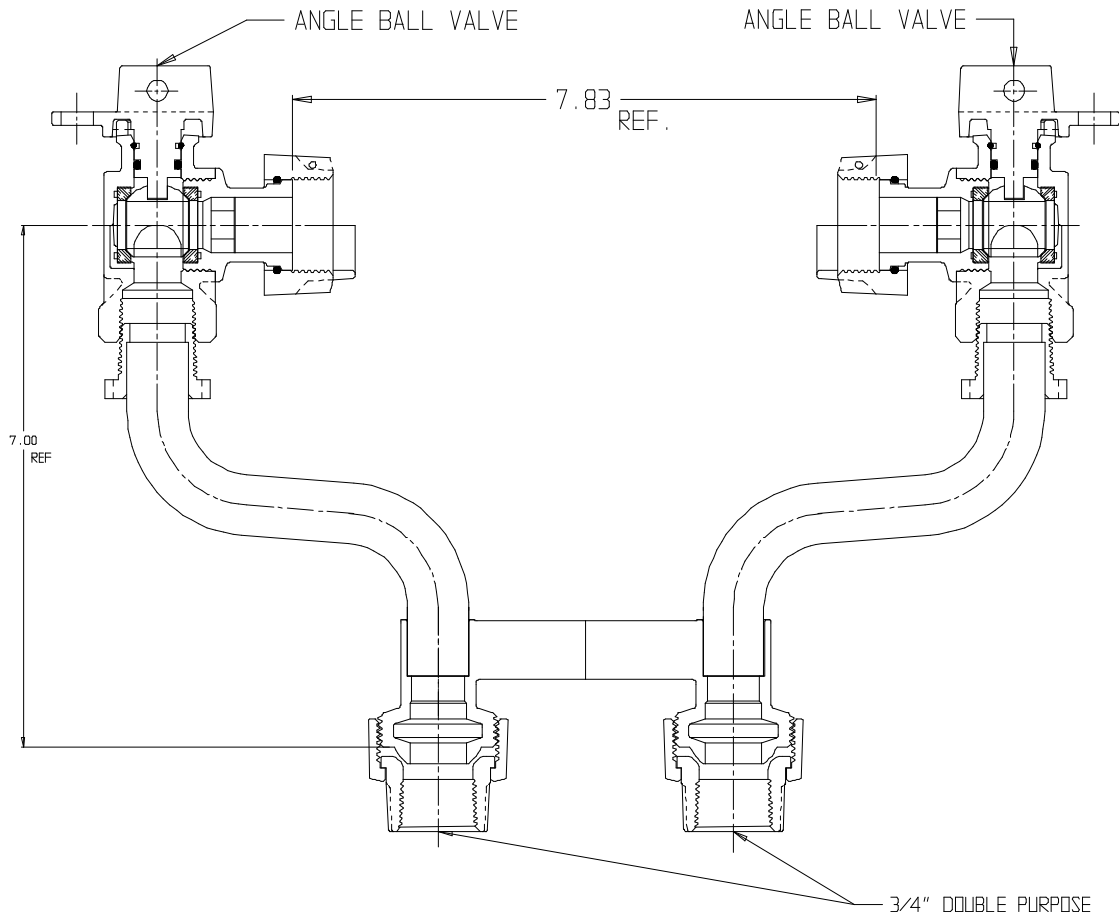 ANGLE BALL VALVE
ANGLE BALL VALVE
7.83
REF.
7.00
REF
3/4" DOUBLE PURPOSE